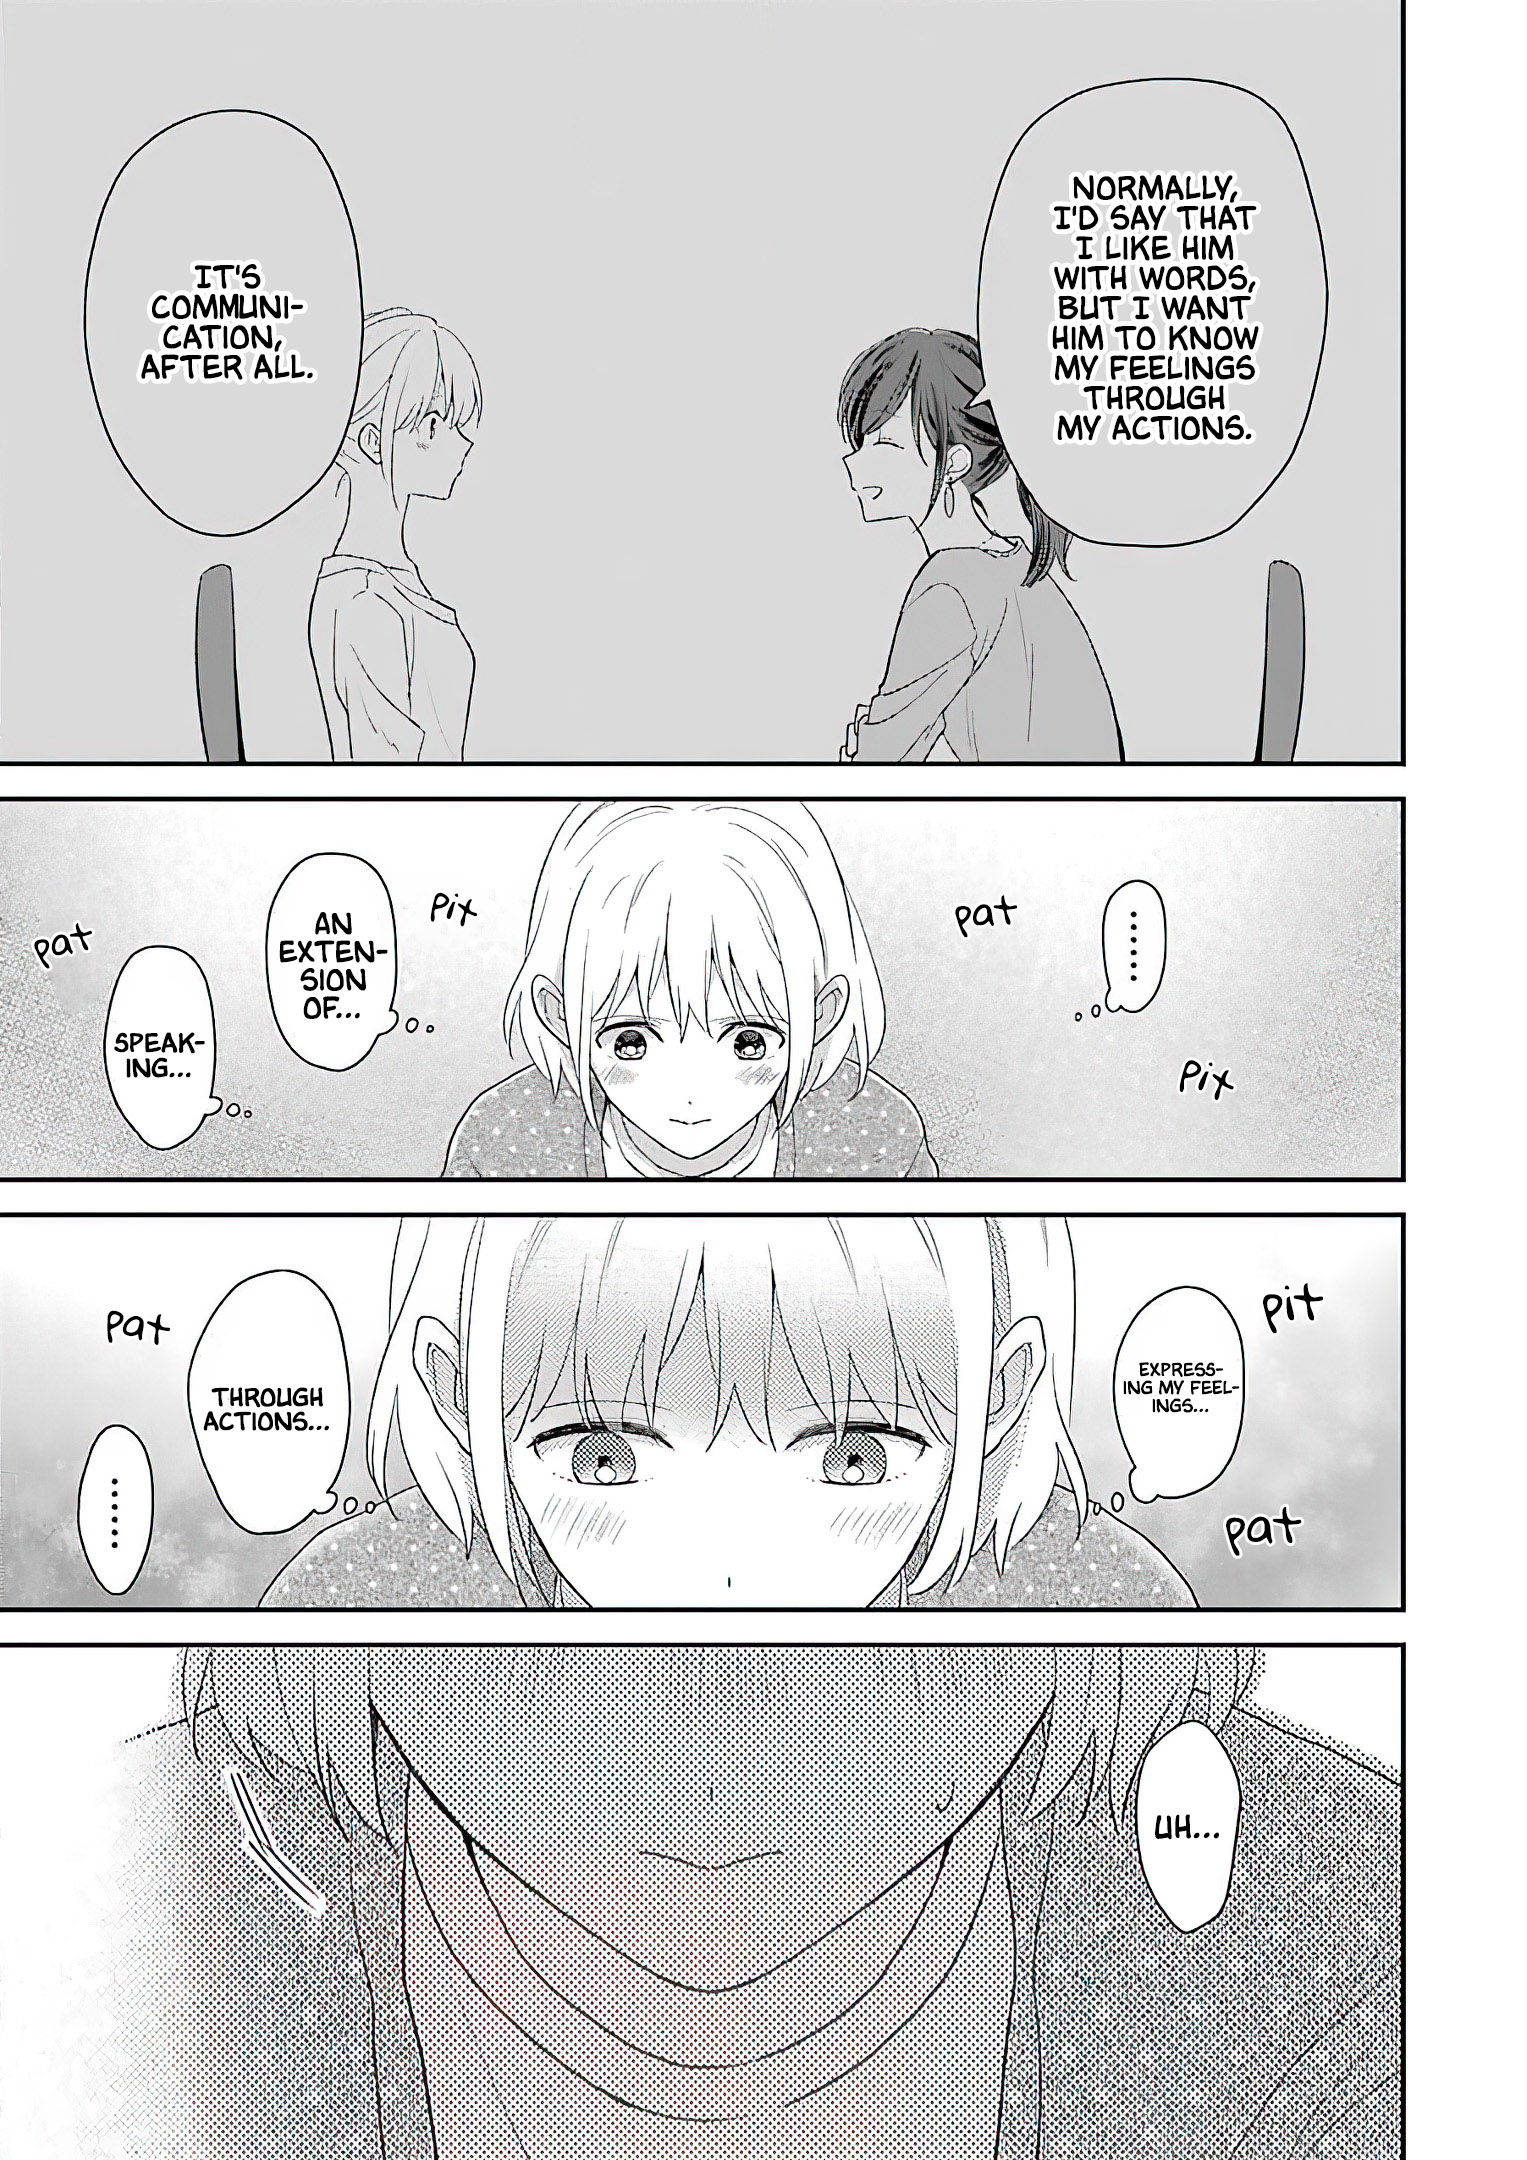 NORMALLY,
I'D SAY THAT
I LIKE HIM
WITH WORDS,
BUT I WANT
HIM TO KNOW
MY FEELINGS
THROUGH
MY ACTIONS.
IT'S
COMMUNI-
CATION,
AFTER ALL.
......
pat
pit
pit
AN
EXTEN-
SION
OF...
SPEAK-
ING...
pat
pit
EXPRESS-
ING MY FEEL-
INGS...
pat
THROUGH
ACTIONS...
pat
......
UH...